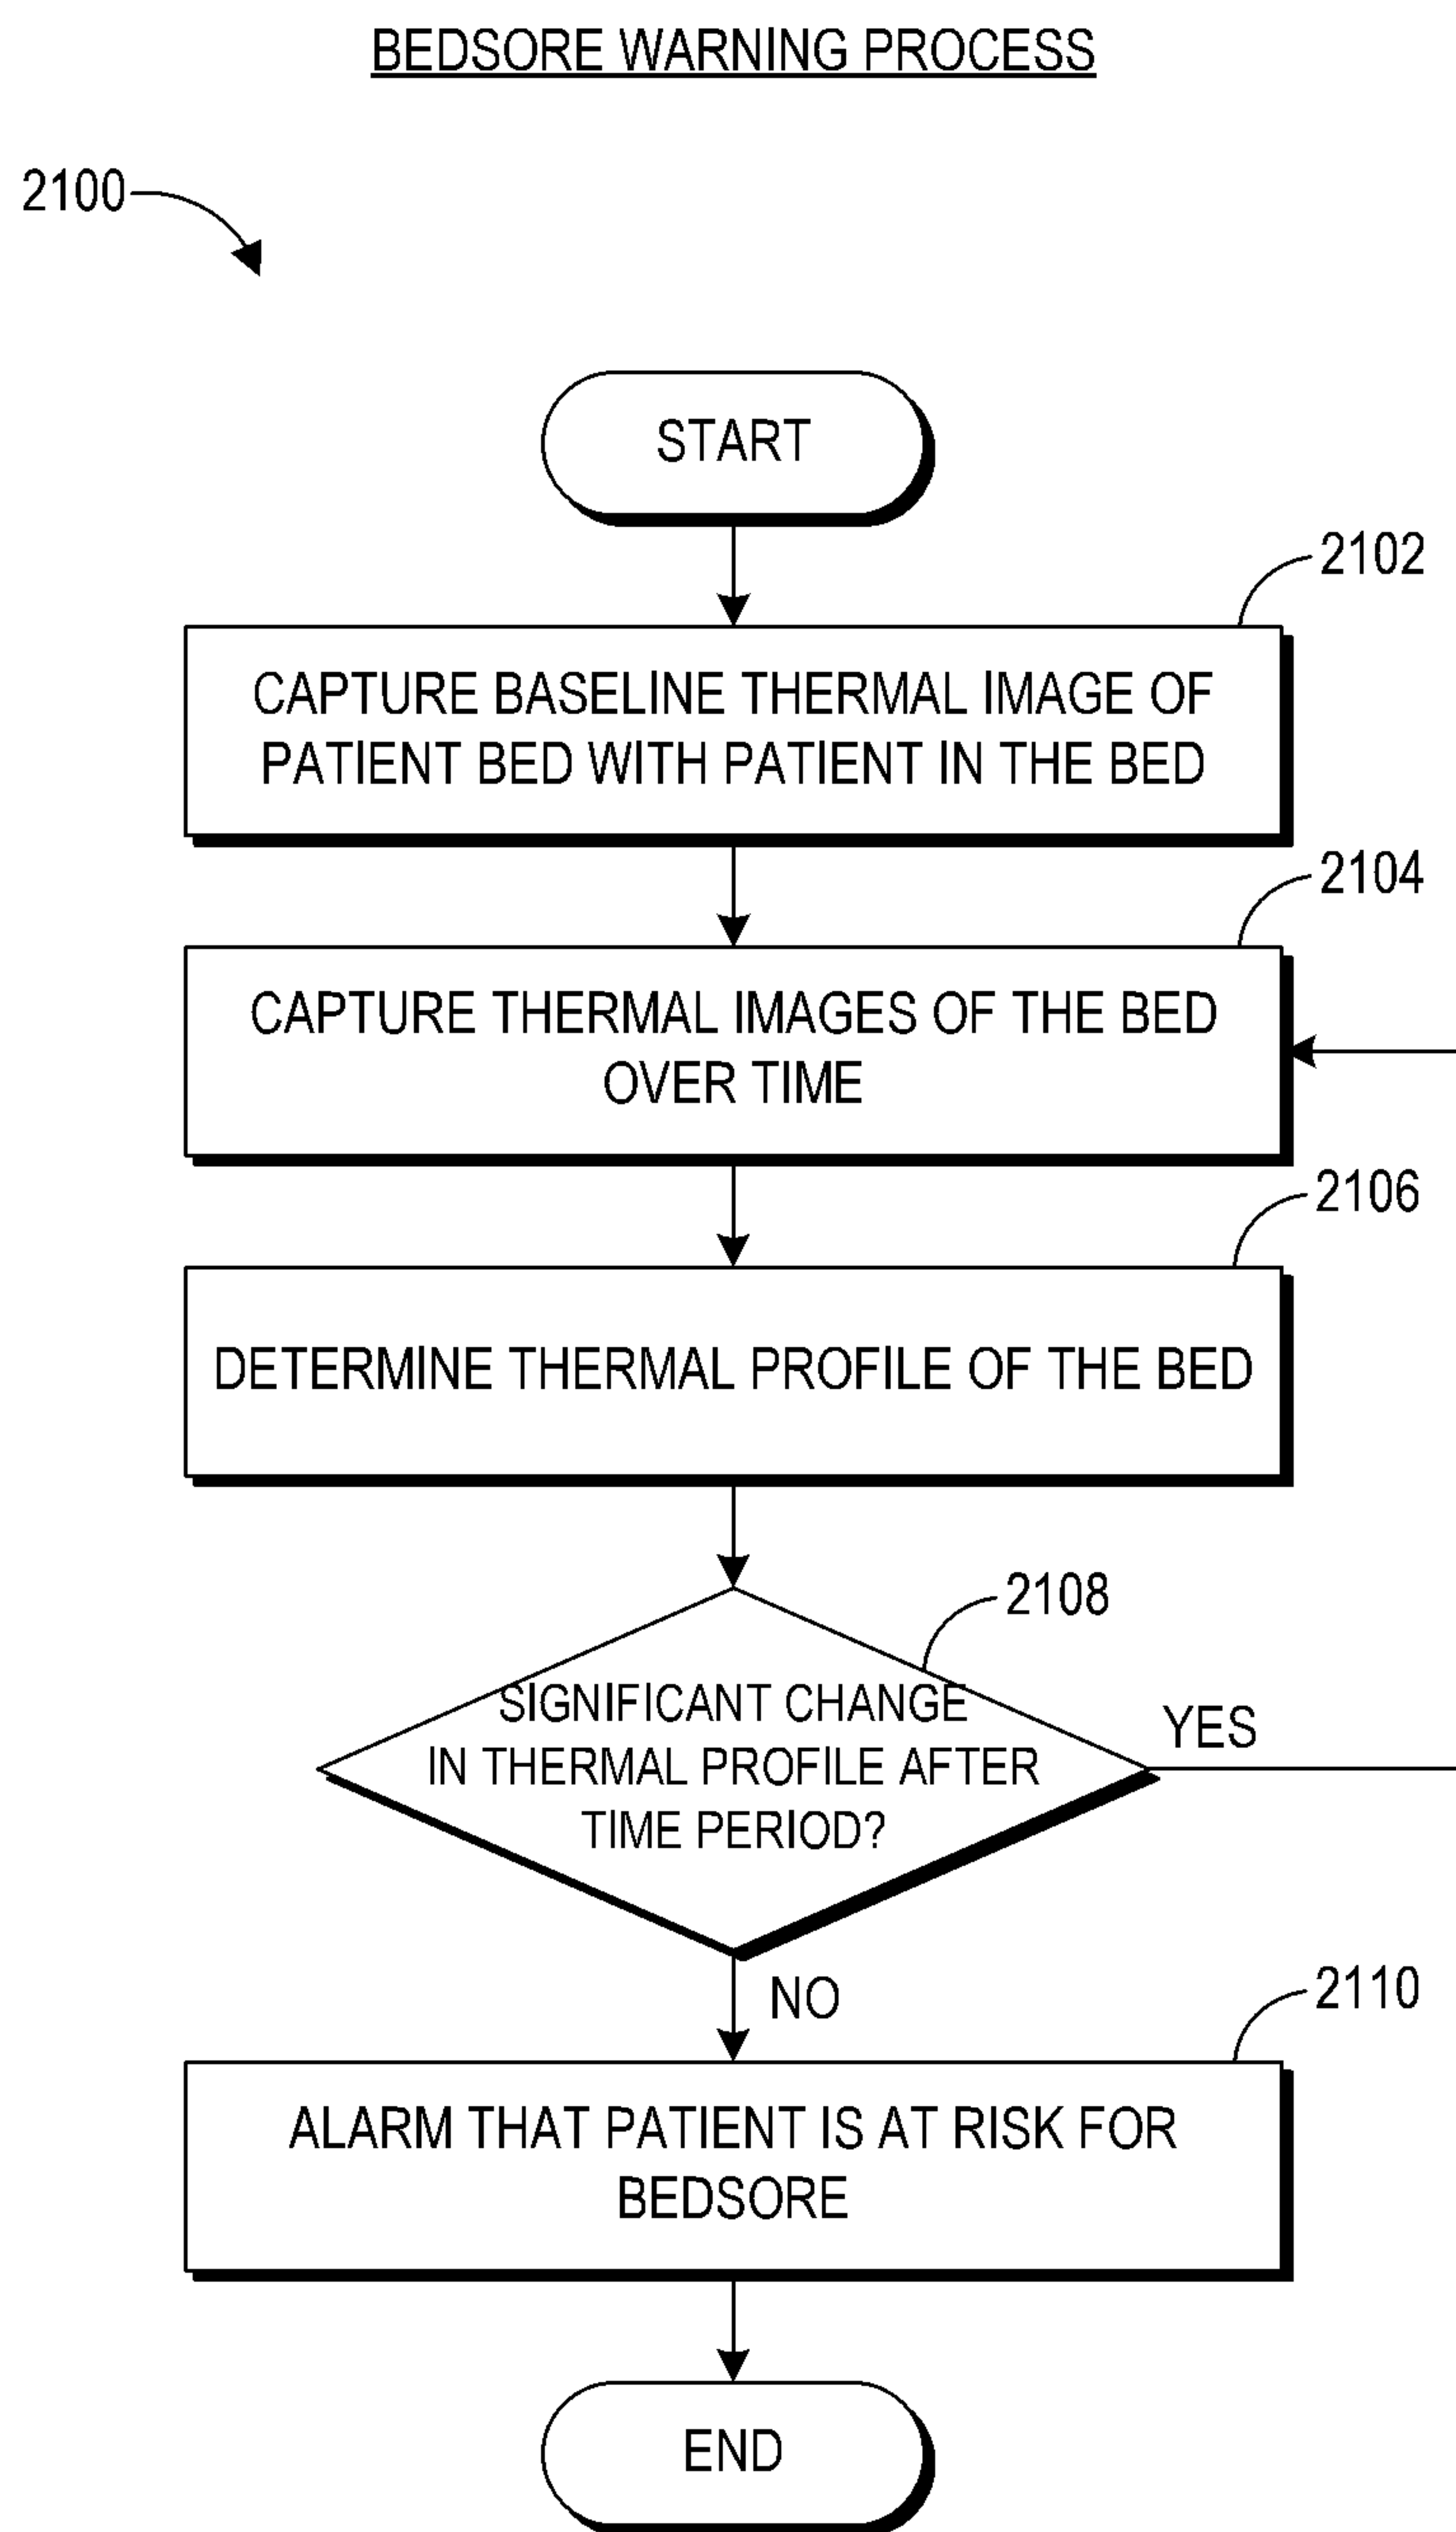 BEDSORE WARNING PROCESS
2100
START
2102
CAPTURE BASELINE THERMAL IMAGE OF
PATIENT BED WITH PATIENT IN THE BED
2104
CAPTURE THERMAL IMAGES OF THE BED
OVER TIME
2106
DETERMINE THERMAL PROFILE OF THE BED
2108
SIGNIFICANT CHANGE
IN THERMAL PROFILE AFTER
TIME PERIOD?
YES
NO
2110
ALARM THAT PATIENT IS AT RISK FOR
BEDSORE
END